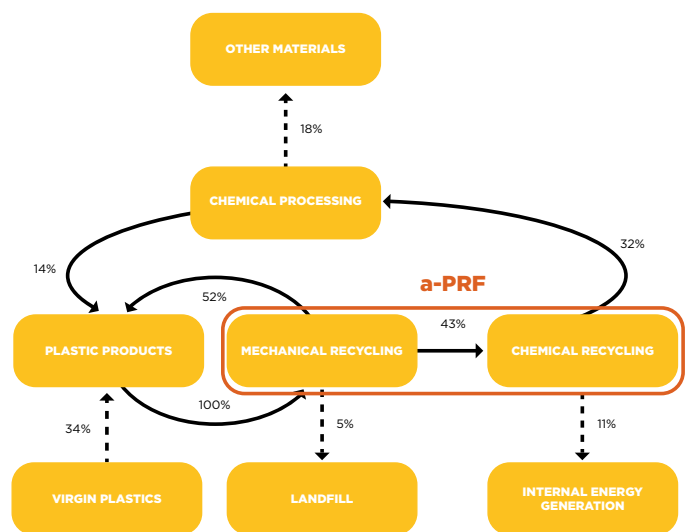 OTHER MATERIALS
18%
CHEMICAL PROCESSING
32%
14%
a-PRF
52%
43%
PLASTIC PRODUCTS
MECHANICAL RECYCLING
CHEMICAL RECYCLING
100%
34%
5%
11%
VIRGIN PLASTICS
LANDFILL
INTERNAL ENERGY
GENERATION